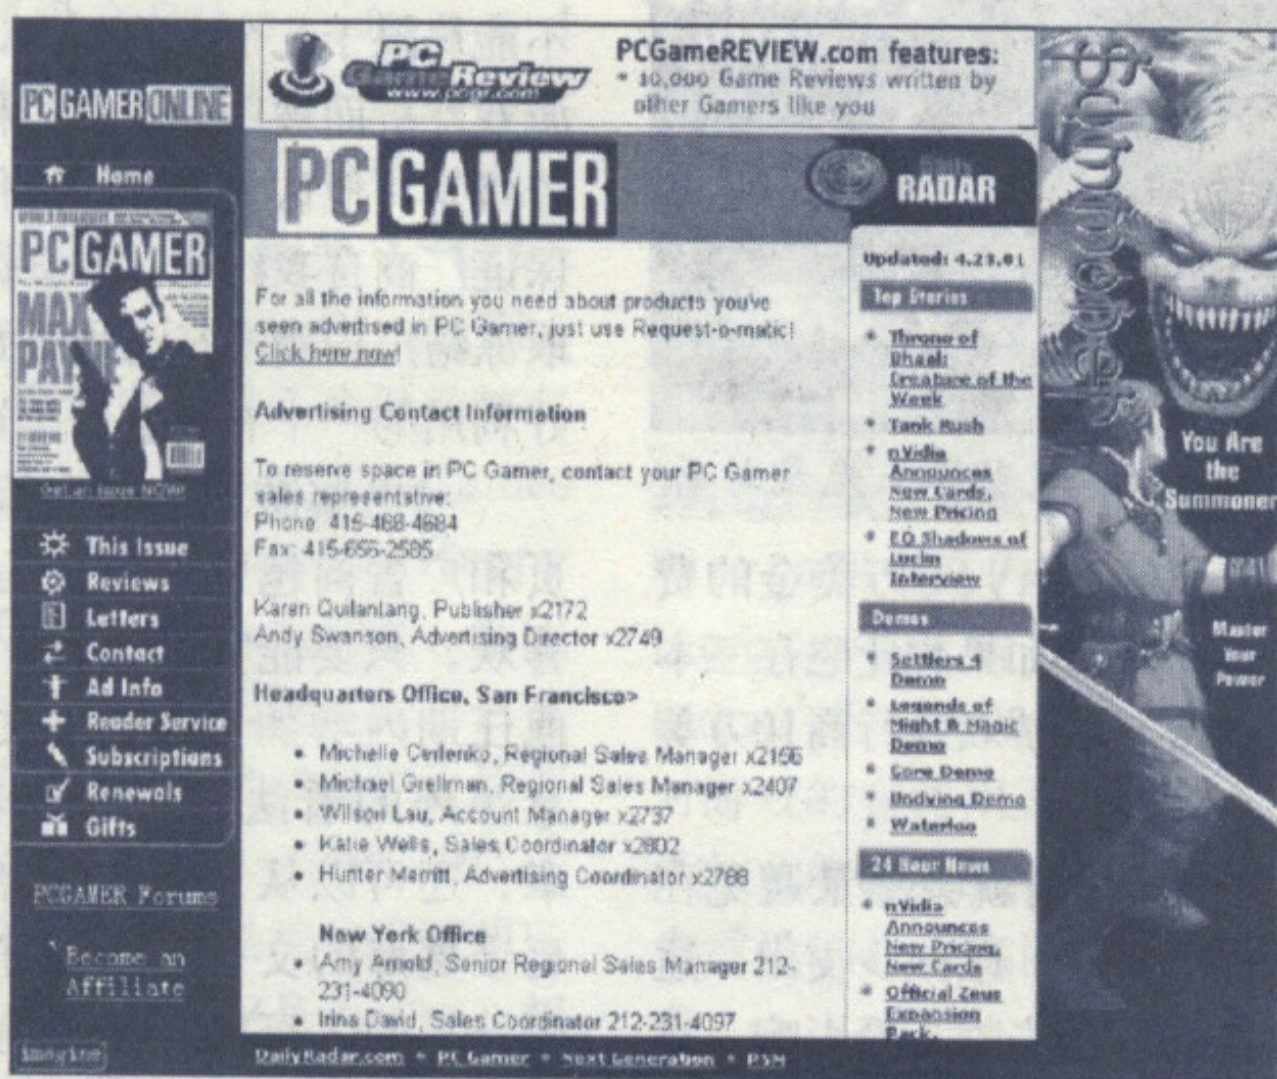 PC GAMER ONLINE
Home
PC GAMER
MAX
PAYNE
Get an issue NOW!
This Issue
Reviews
Letters
Contact
Ad Info
Reader Service
Subscriptions
Renewals
Gifts
PCGAMER Forums
Become an
Affiliate
imagine
PC
GameReview
www.pcgr.com
PCGameREVIEW.com features:
* 10,000 Game Reviews written by
other Gamers like you
PC GAMER
For all the information you need about products you've
seen advertised in PC Gamer, just use Request-o-matic!
Click here now!
Advertising Contact Information
To reserve space in PC Gamer, contact your PC Gamer
sales representative:
Phone: 415-468-4684
Fax: 415-656-2585
Karen Quilantang, Publisher x2172
Andy Swanson, Advertising Director x2749
Headquarters Office, San Francisco>
• Michelle Regional Sales Manager
• Michael Grellman, Regional Sales Manager x2407
• Wilson Lau, Account Manager x2737
• Katie Wells, Sales Coordinator x2802
• Hunter Merritt, Advertising Coordinator x2788
New York Office
• Amy Arnold, Senior Regional Sales Manager 212-
231-4090
• Irina David, Sales Coordinator 212-231-4097
RADAR
Updated: 4.23.01
Top Stories
* Throne of
Bhaal:
Creature of the
Week
* Tank Rush
* nVidia
Announces
New Cards,
New Pricing
* EQ Shadows of
Luclin
Interview
Demos
* Settlers 4
Demo
* Legends of
Might & Magic
Demo
* Gore Demo
* Undying Demo
* Waterloo
24 Hour News
* nVidia
Announces
New Pricing,
New Cards
* Official Zeus
Expansion
Pack,
Summoner
You Are
the
Summoner
Master
Your
Power
DailyRadar.com * PC Gamer * Next Generation * PSM